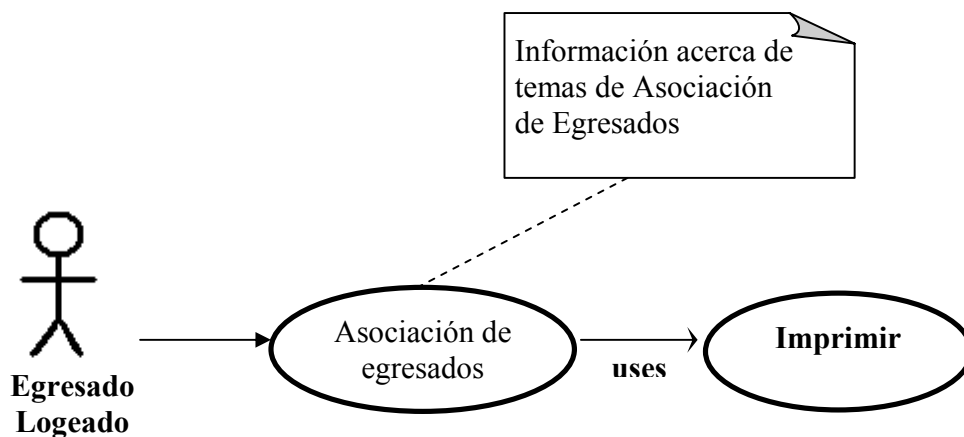 Información acerca de
temas de Asociación
de Egresados
Asociación de
egresados
uses
Imprimir
Egresado
Logeado